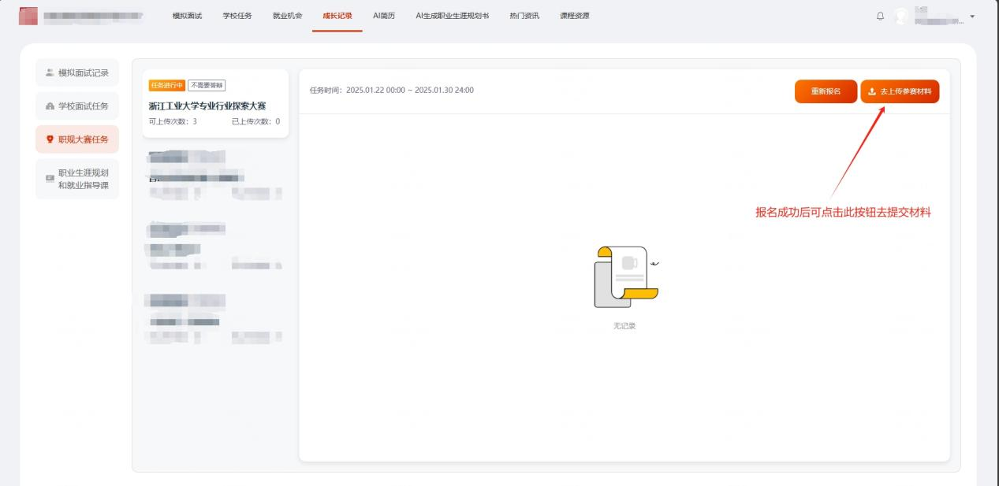 模拟面试
学校任务
就业机会
成长记录
AI简历
AI生成职业生涯规划书
热门资讯
课程资源
模拟面试记录
学校面试任务
职规大赛任务
职业生涯规划
和就业指导课
任务进行中
不需要答辩
浙江工业大学专业行业探索大赛
可上传次数：3
已上传次数：0
任务时间：2025.01.22 00:00 ~ 2025.01.30 24:00
重新报名
去上传参赛材料
报名成功后可点击此按钮去提交材料
无记录